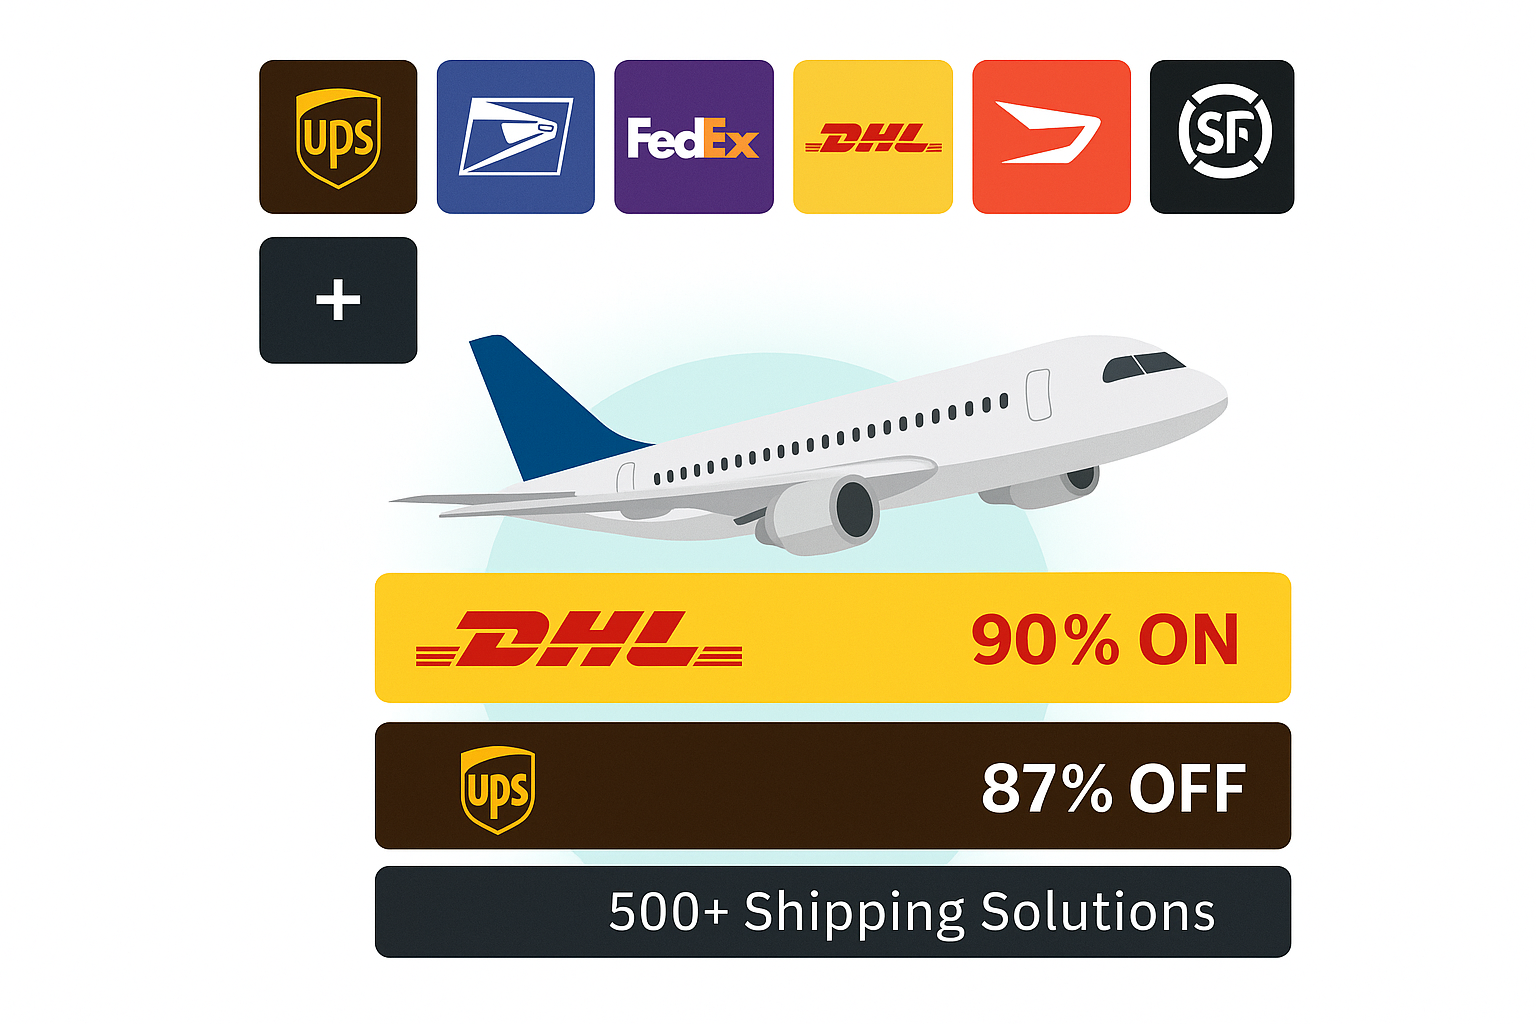 UPS
FedEx
DHL
SF
+
DHL
90% ON
UPS
87% OFF
500+ Shipping Solutions